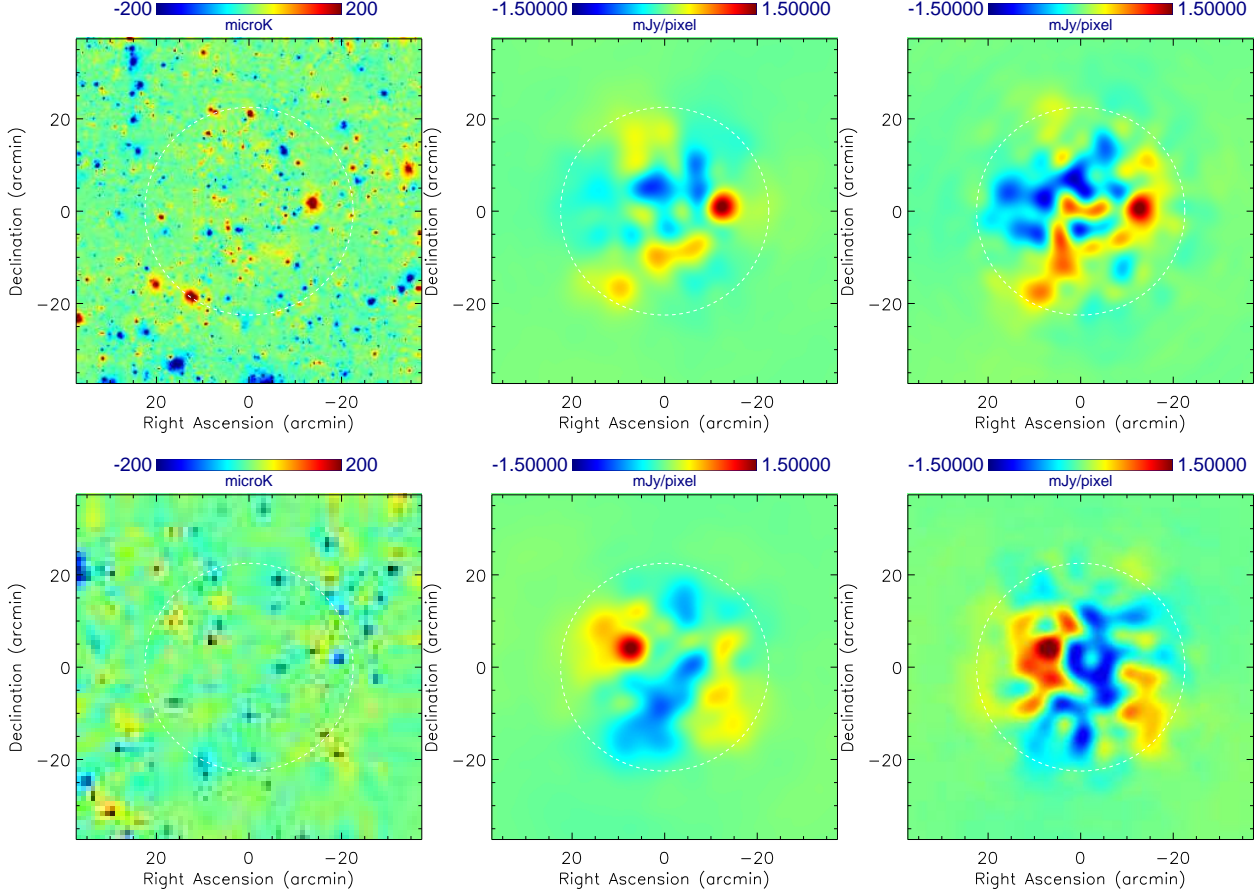 -200 200 -1.50000 1.50000 -1.50000 1.50000
microK mJy/pixel mJy/pixel
20 20 20
0 0 0
−20 −20 −20
Declination (arcmin) Declination (arcmin) Declination (arcmin)
20 0 −20 20 0 −20 20 0 −20
Right Ascension (arcmin) Right Ascension (arcmin) Right Ascension (arcmin)
-200 200 -1.50000 1.50000 -1.50000 1.50000
microK mJy/pixel mJy/pixel
20 20 20
0 0 0
−20 −20 −20
Declination (arcmin) Declination (arcmin) Declination (arcmin)
20 0 −20 20 0 −20 20 0 −20
Right Ascension (arcmin) Right Ascension (arcmin) Right Ascension (arcmin)